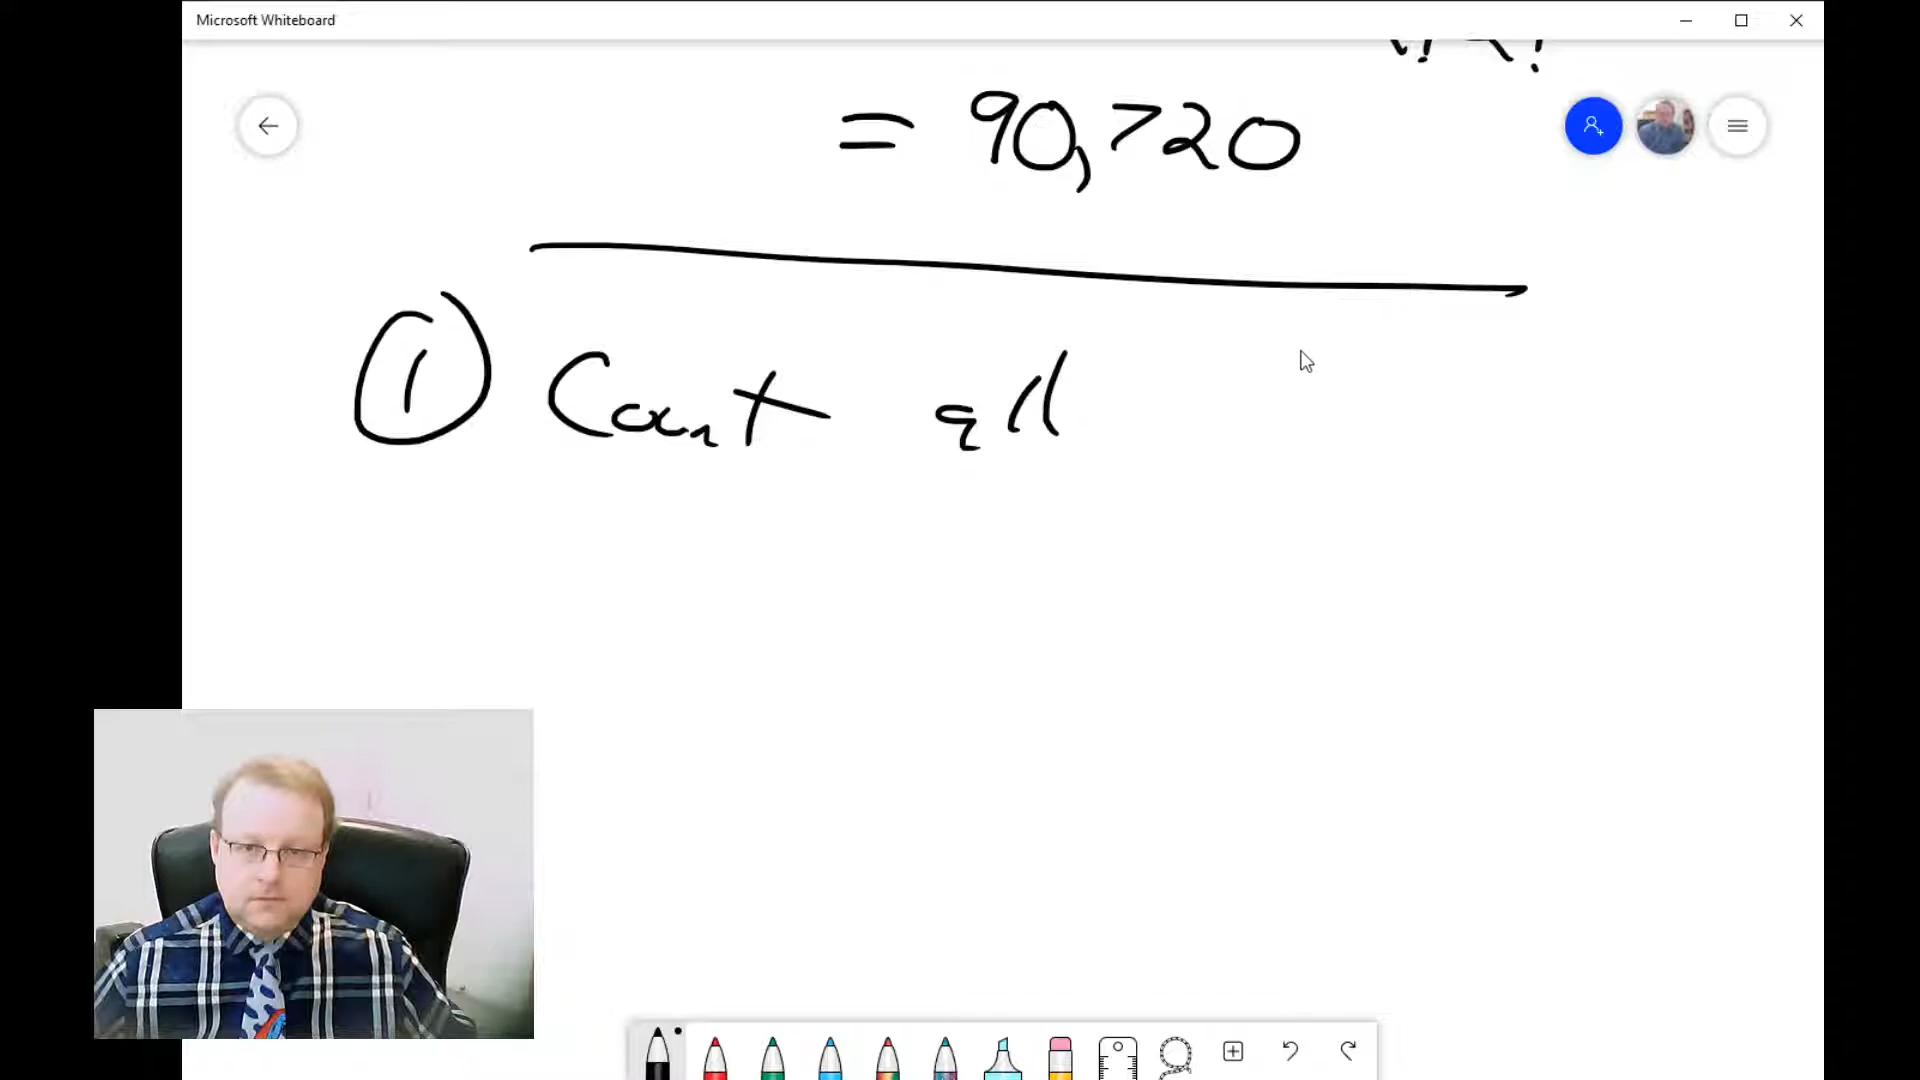 Microsoft Whiteboard
= 90,720
① Count all